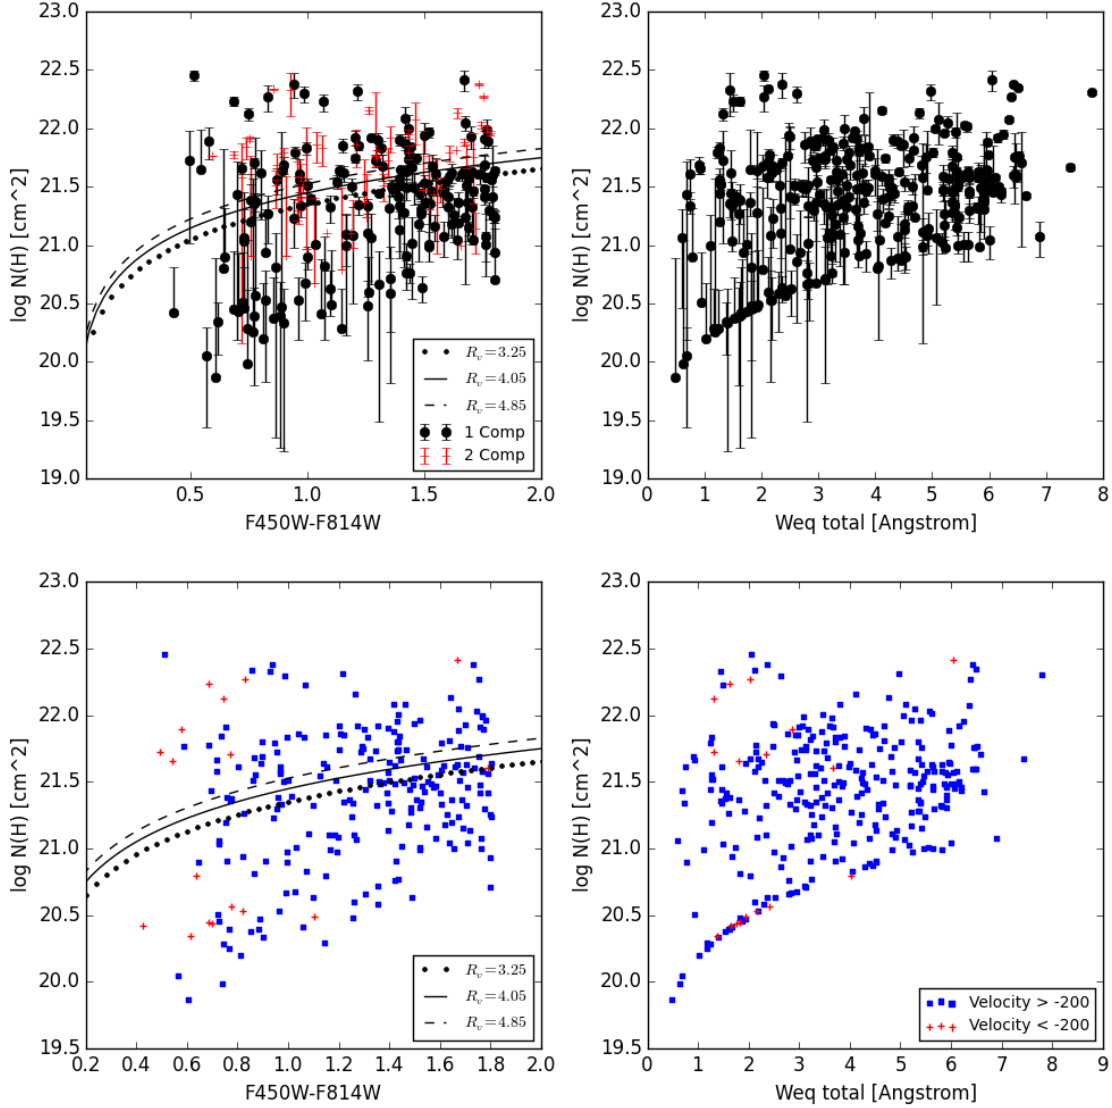 23.0
22.5
22.0
21.5
21.0
20.5
20.0
19.5
19.0
log N(H) [cm^2]
0.5
1.0
1.5
2.0
F450W-F814W
R_v=3.25
R_v=4.05
R_v=4.85
1 Comp
2 Comp
23.0
22.5
22.0
21.5
21.0
20.5
20.0
19.5
19.0
log N(H) [cm^2]
0 1 2 3 4 5 6 7 8
Weq total [Angstrom]
23.0
22.5
22.0
21.5
21.0
20.5
20.0
19.5
log N(H) [cm^2]
0.2 0.4 0.6 0.8 1.0 1.2 1.4 1.6 1.8 2.0
F450W-F814W
R_v=3.25
R_v=4.05
R_v=4.85
23.0
22.5
22.0
21.5
21.0
20.5
20.0
19.5
log N(H) [cm^2]
0 1 2 3 4 5 6 7 8 9
Weq total [Angstrom]
Velocity > -200
Velocity < -200